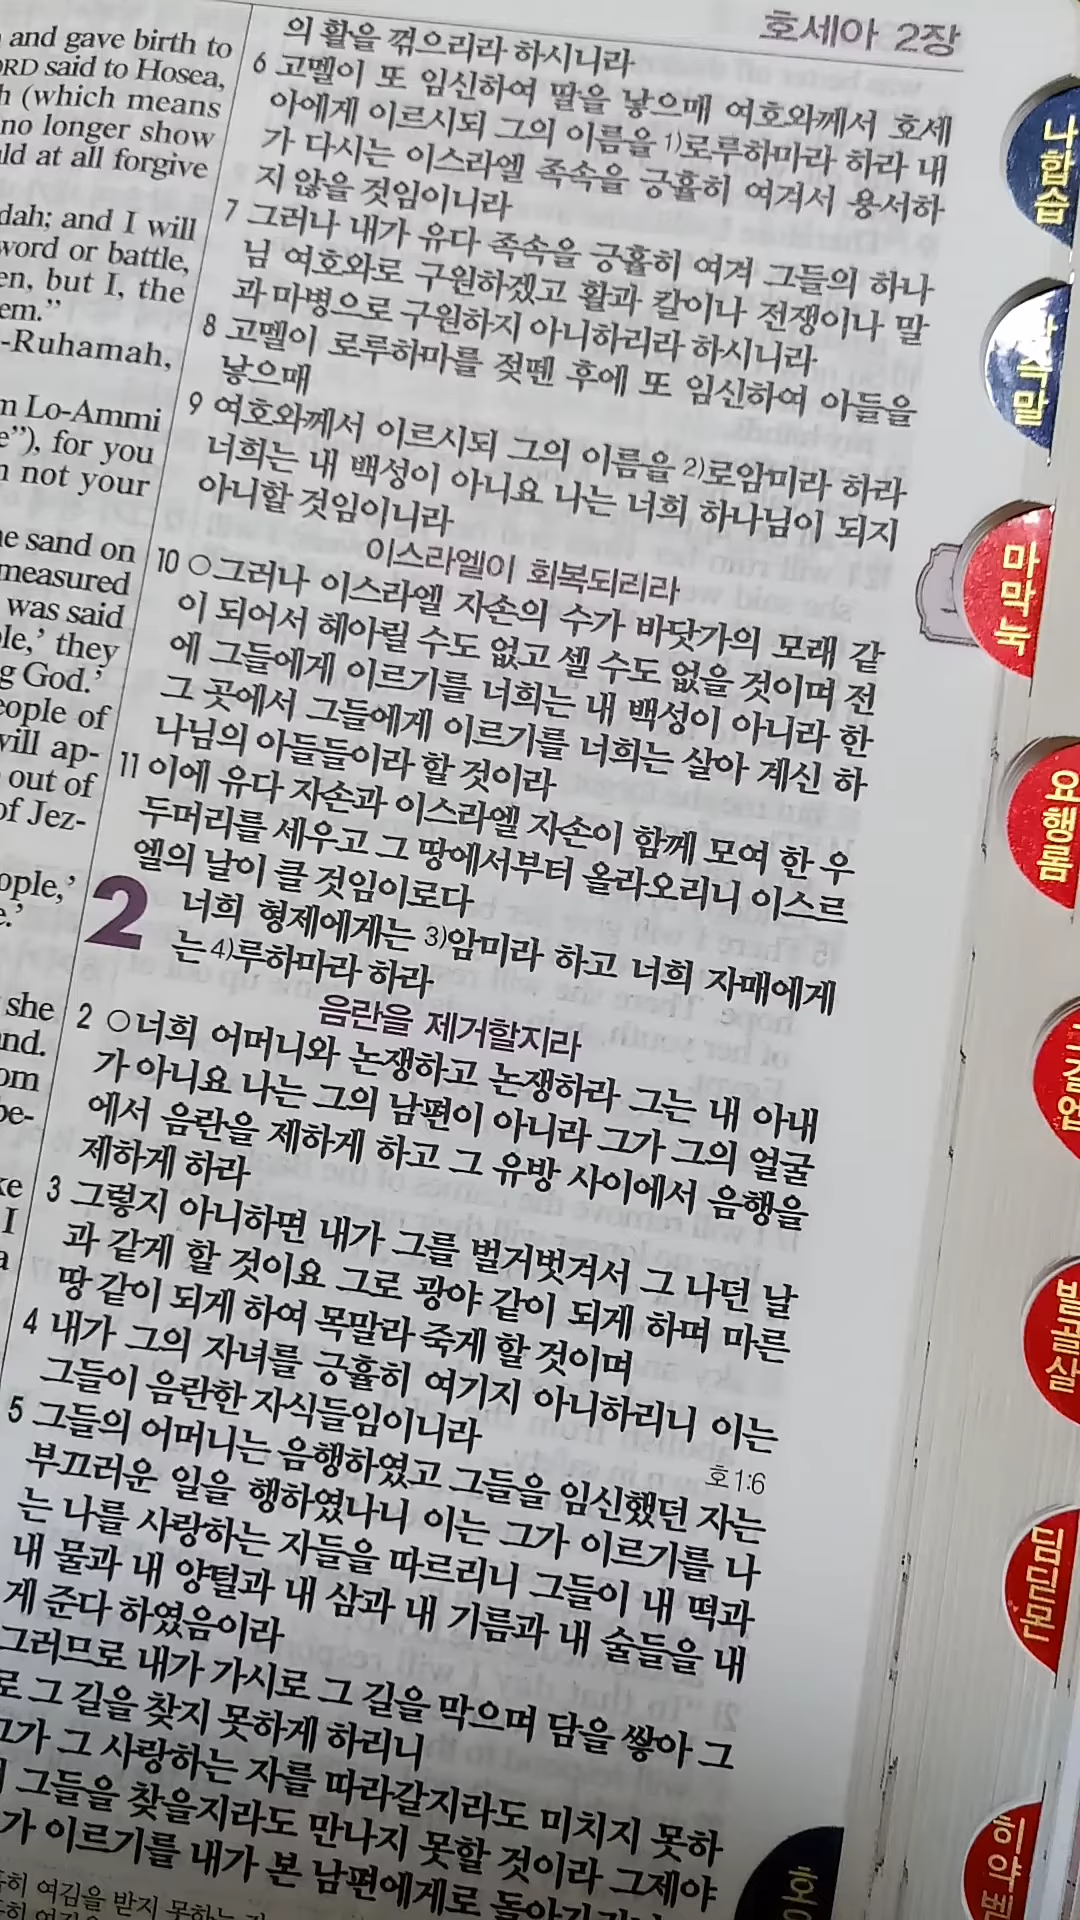 and gave birth to
ORD said to Hosea,
h (which means
no longer show
ld at all forgive
dah; and I will
word or battle,
en, but I, the
em.”
-Ruhamah,
m Lo-Ammi
e”), for you
n not your
he sand on
measured
was said
ple,’ they
g God.’
eople of
will ap-
out of
of Jez-
ople,’
e.’
she
and.
om
be-
ke
I
a
호세아 2장
의 활을 꺾으리라 하시니라
6 고멜이 또 임신하여 딸을 낳으매 여호와께서 호세
아에게 이르시되 그의 이름을 1)로루하마라 하라 내
가 다시는 이스라엘 족속을 긍휼히 여겨서 용서하
지 않을 것임이니라
7 그러나 내가 유다 족속을 긍휼히 여겨 그들의 하나
님 여호와로 구원하겠고 활과 칼이나 전쟁이나 말
과 마병으로 구원하지 아니하리라 하시니라
8 고멜이 로루하마를 젖뗀 후에 또 임신하여 아들을
낳으매
9 여호와께서 이르시되 그의 이름을 2)로암미라 하라
너희는 내 백성이 아니요 나는 너희 하나님이 되지
아니할 것임이니라
이스라엘이 회복되리라
10 ○그러나 이스라엘 자손의 수가 바닷가의 모래 같
이 되어서 헤아릴 수도 없고 셀 수도 없을 것이며 전
에 그들에게 이르기를 너희는 내 백성이 아니라 한
그 곳에서 그들에게 이르기를 너희는 살아 계신 하
나님의 아들들이라 할 것이라
11 이에 유다 자손과 이스라엘 자손이 함께 모여 한 우
두머리를 세우고 그 땅에서부터 올라오리니 이스르
엘의 날이 클 것임이로다
2 너희 형제에게는 3)암미라 하고 너희 자매에게
는 4)루하마라 하라
음란을 제거할지라
2 ○너희 어머니와 논쟁하고 논쟁하라 그는 내 아내
가 아니요 나는 그의 남편이 아니라 그가 그의 얼굴
에서 음란을 제하게 하고 그 유방 사이에서 음행을
제하게 하라
3 그렇지 아니하면 내가 그를 벌거벗겨서 그 나던 날
과 같게 할 것이요 그로 광야 같이 되게 하며 마른
땅 같이 되게 하여 목말라 죽게 할 것이며
4 내가 그의 자녀를 긍휼히 여기지 아니하리니 이는
그들이 음란한 자식들임이니라
호 1:6
5 그들의 어머니는 음행하였고 그들을 임신했던 자는
부끄러운 일을 행하였나니 이는 그가 이르기를 나
는 나를 사랑하는 자들을 따르리니 그들이 내 떡과
내 물과 내 양털과 내 삼과 내 기름과 내 술들을 내
게 준다 하였음이라
그러므로 내가 가시로 그 길을 막으며 담을 쌓아 그
로 그 길을 찾지 못하게 하리니
그가 그 사랑하는 자를 따라갈지라도 미치지 못하
그들을 찾을지라도 만나지 못할 것이라 그제야
가 이르기를 내가 본 남편에게로
여김을 받지 못하는
나합습
마막눅
요행롬
딤딤몬
히약벧